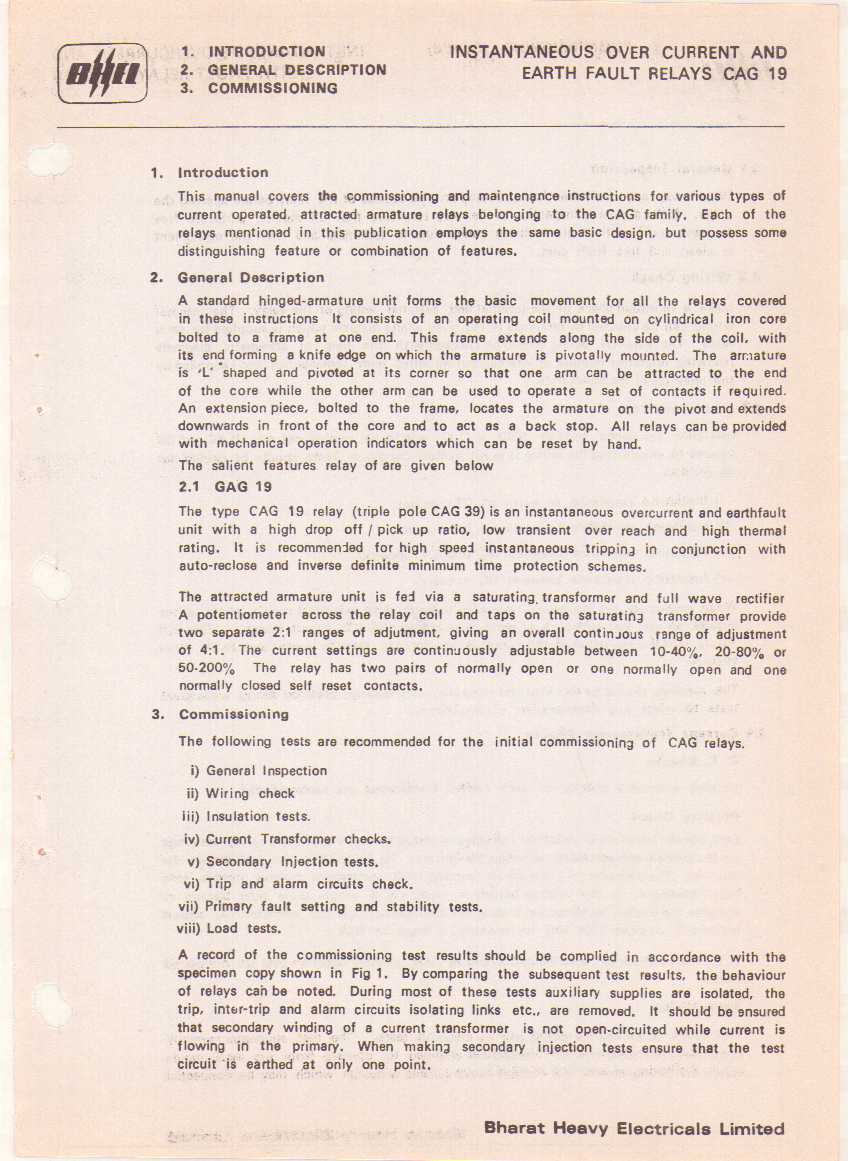 BHEL
1. INTRODUCTION
2. GENERAL DESCRIPTION
3. COMMISSIONING
INSTANTANEOUS OVER CURRENT AND
EARTH FAULT RELAYS CAG 19
1. Introduction
This manual covers the commissioning and maintenance instructions for various types of
current operated, attracted armature relays belonging to the CAG family. Each of the
relays mentionad in this publication employs the same basic design, but possess some
distinguishing feature or combination of features.
2. General Description
A standard hinged-armature unit forms the basic movement for all the relays covered
in these instructions It consists of an operating coil mounted on cylindrical iron core
bolted to a frame at one end. This frame extends along the side of the coil, with
its end forming a knife edge on which the armature is pivotally mounted. The armature
is 'L' shaped and pivoted at its corner so that one arm can be attracted to the end
of the core while the other arm can be used to operate a set of contacts if required.
An extension piece, bolted to the frame, locates the armature on the pivot and extends
downwards in front of the core and to act as a back stop. All relays can be provided
with mechanical operation indicators which can be reset by hand.
The salient features relay of are given below
2.1 GAG 19
The type CAG 19 relay (triple pole CAG 39) is an instantaneous overcurrent and earthfault
unit with a high drop off / pick up ratio, low transient over reach and high thermal
rating. It is recommended for high speed instantaneous tripping in conjunction with
auto-reclose and inverse definite minimum time protection schemes.
The attracted armature unit is fed via a saturating transformer and full wave rectifier
A potentiometer across the relay coil and taps on the saturating transformer provide
two separate 2:1 ranges of adjutment, giving an overall continuous range of adjustment
of 4:1. The current settings are continuously adjustable between 10-40%, 20-80% or
50-200% The relay has two pairs of normally open or one normally open and one
normally closed self reset contacts.
3. Commissioning
The following tests are recommended for the initial commissioning of CAG relays.
i) General Inspection
ii) Wiring check
iii) Insulation tests.
iv) Current Transformer checks.
v) Secondary Injection tests.
vi) Trip and alarm circuits check.
vii) Primary fault setting and stability tests.
viii) Load tests.
A record of the commissioning test results should be complied in accordance with the
specimen copy shown in Fig 1. By comparing the subsequent test results, the behaviour
of relays can be noted. During most of these tests auxiliary supplies are isolated, the
trip, inter-trip and alarm circuits isolating links etc., are removed. It should be ensured
that secondary winding of a current transformer is not open-circuited while current is
flowing in the primary. When making secondary injection tests ensure that the test
circuit is earthed at only one point.
Bharat Heavy Electricals Limited